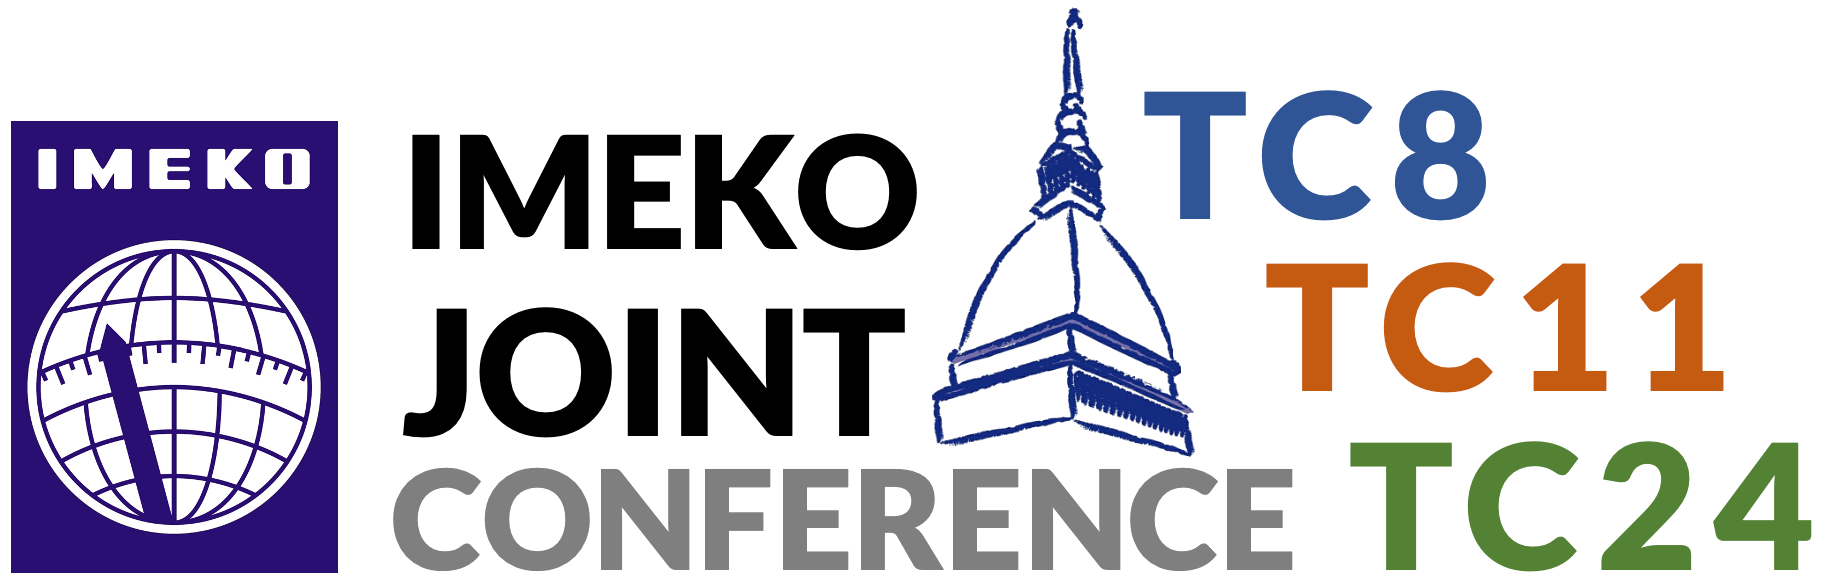 IMEKO
IMEKO
JOINT
CONFERENCE
TC8
TC11
TC24